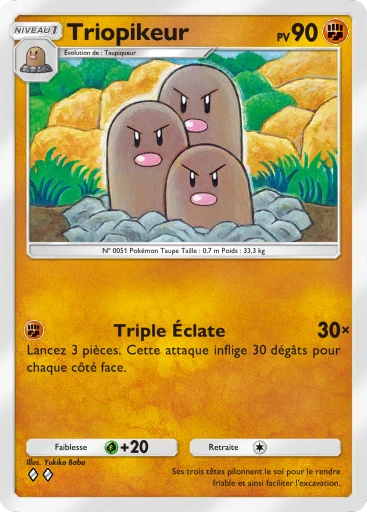 NIVEAU 1
Triopikeur
PV 90
Évolution de : Taupiqueur
N° 0051 Pokémon Taupe Taille : 0,7 m Poids : 33,3 kg
Triple Éclate 30×
Lancez 3 pièces. Cette attaque inflige 30 dégâts pour
chaque côté face.
Faiblesse +20
Retraite
Illus. Yukiko Baba
Ses trois têtes pilonnent le sol pour le rendre
friable et ainsi faciliter l'excavation.